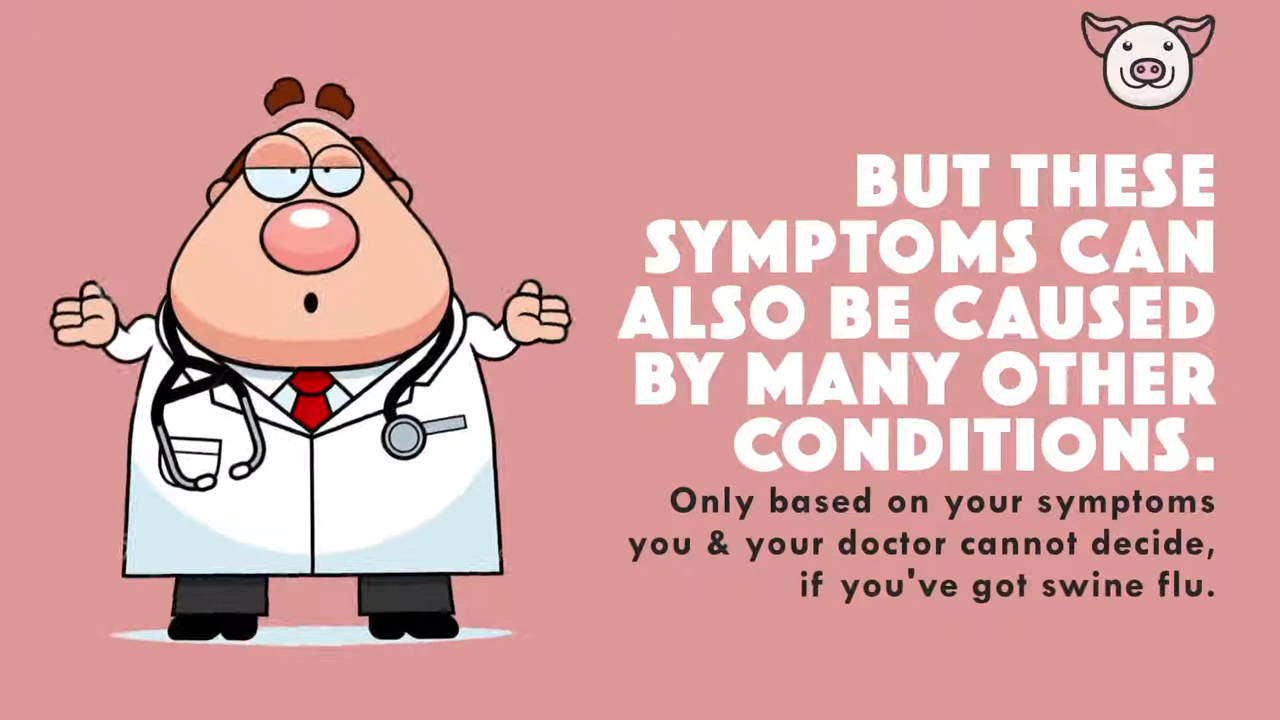 BUT THESE
SYMPTOMS CAN
ALSO BE CAUSED
BY MANY OTHER
CONDITIONS.
Only based on your symptoms
you & your doctor cannot decide,
if you've got swine flu.